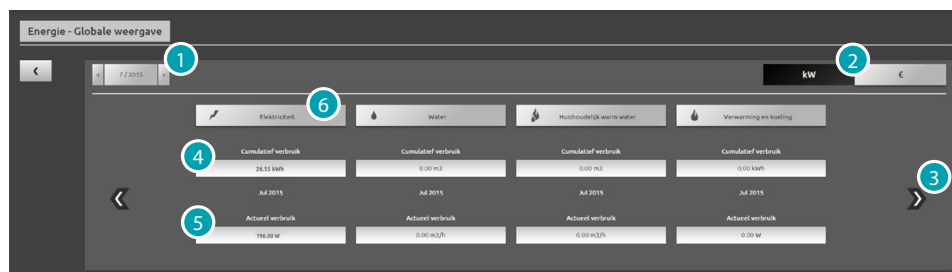 Energie - Globale weergave
1
2
< < 7 / 2015 > kW €
6
Elektriciteit Water Huishoudelijk warm water Verwarming en koeling
4 Cumulatief verbruik Cumulatief verbruik Cumulatief verbruik Cumulatief verbruik
26.55 kWh 0.00 m3 0.00 m3 0.00 kWh
3
Jul 2015 Jul 2015 Jul 2015 Jul 2015
5 Actueel verbruik Actueel verbruik Actueel verbruik Actueel verbruik
196.00 W 0.00 m3/h 0.00 m3/h 0.00 W